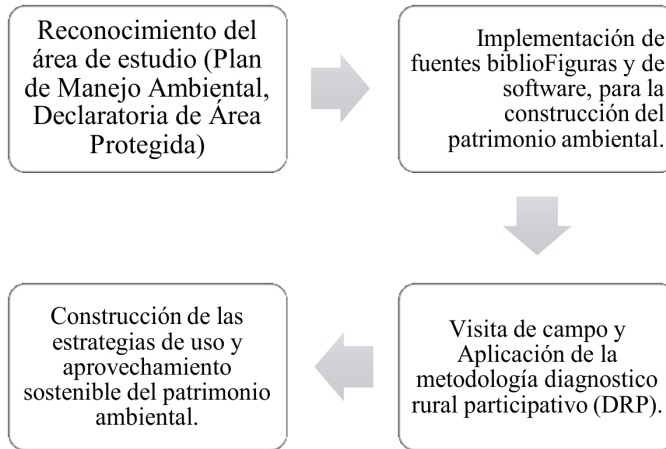 Reconocimiento del
área de estudio (Plan
de Manejo Ambiental,
Declaratoria de Área
Protegida)
Implementación de
fuentes biblioFiguras y de
software, para la
construcción del
patrimonio ambiental.
Visita de campo y
Aplicación de la
metodología diagnostico
rural participativo (DRP).
Construcción de las
estrategias de uso y
aprovechamiento
sostenible del patrimonio
ambiental.